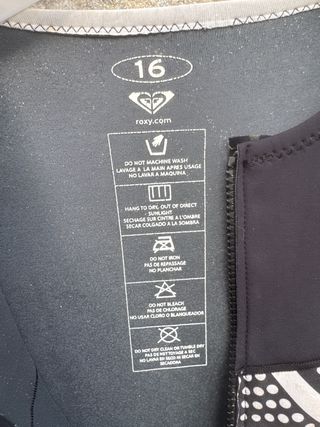 16
roxy.com
DO NOT MACHINE WASH
LAVAGE A LA MAIN APRES USAGE
NO LAVAR A MAQUINA
HANG TO DRY, OUT OF DIRECT
SUNLIGHT
SECHAGE SUR CINTRE A L'OMBRE
SECAR COLGADO A LA SOMBRA
DO NOT IRON
PAS DE REPASSAGE
NO PLANCHAR
DO NOT BLEACH
PAS DE CHLORAGE
NO USAR CLORO O BLANQUEADOR
DO NOT DRY CLEAN OR TUMBLE DRY
PAS DE NETTOYAGE A SEC
NO LAVAR EN SECO NI SECAR EN
SECADORA